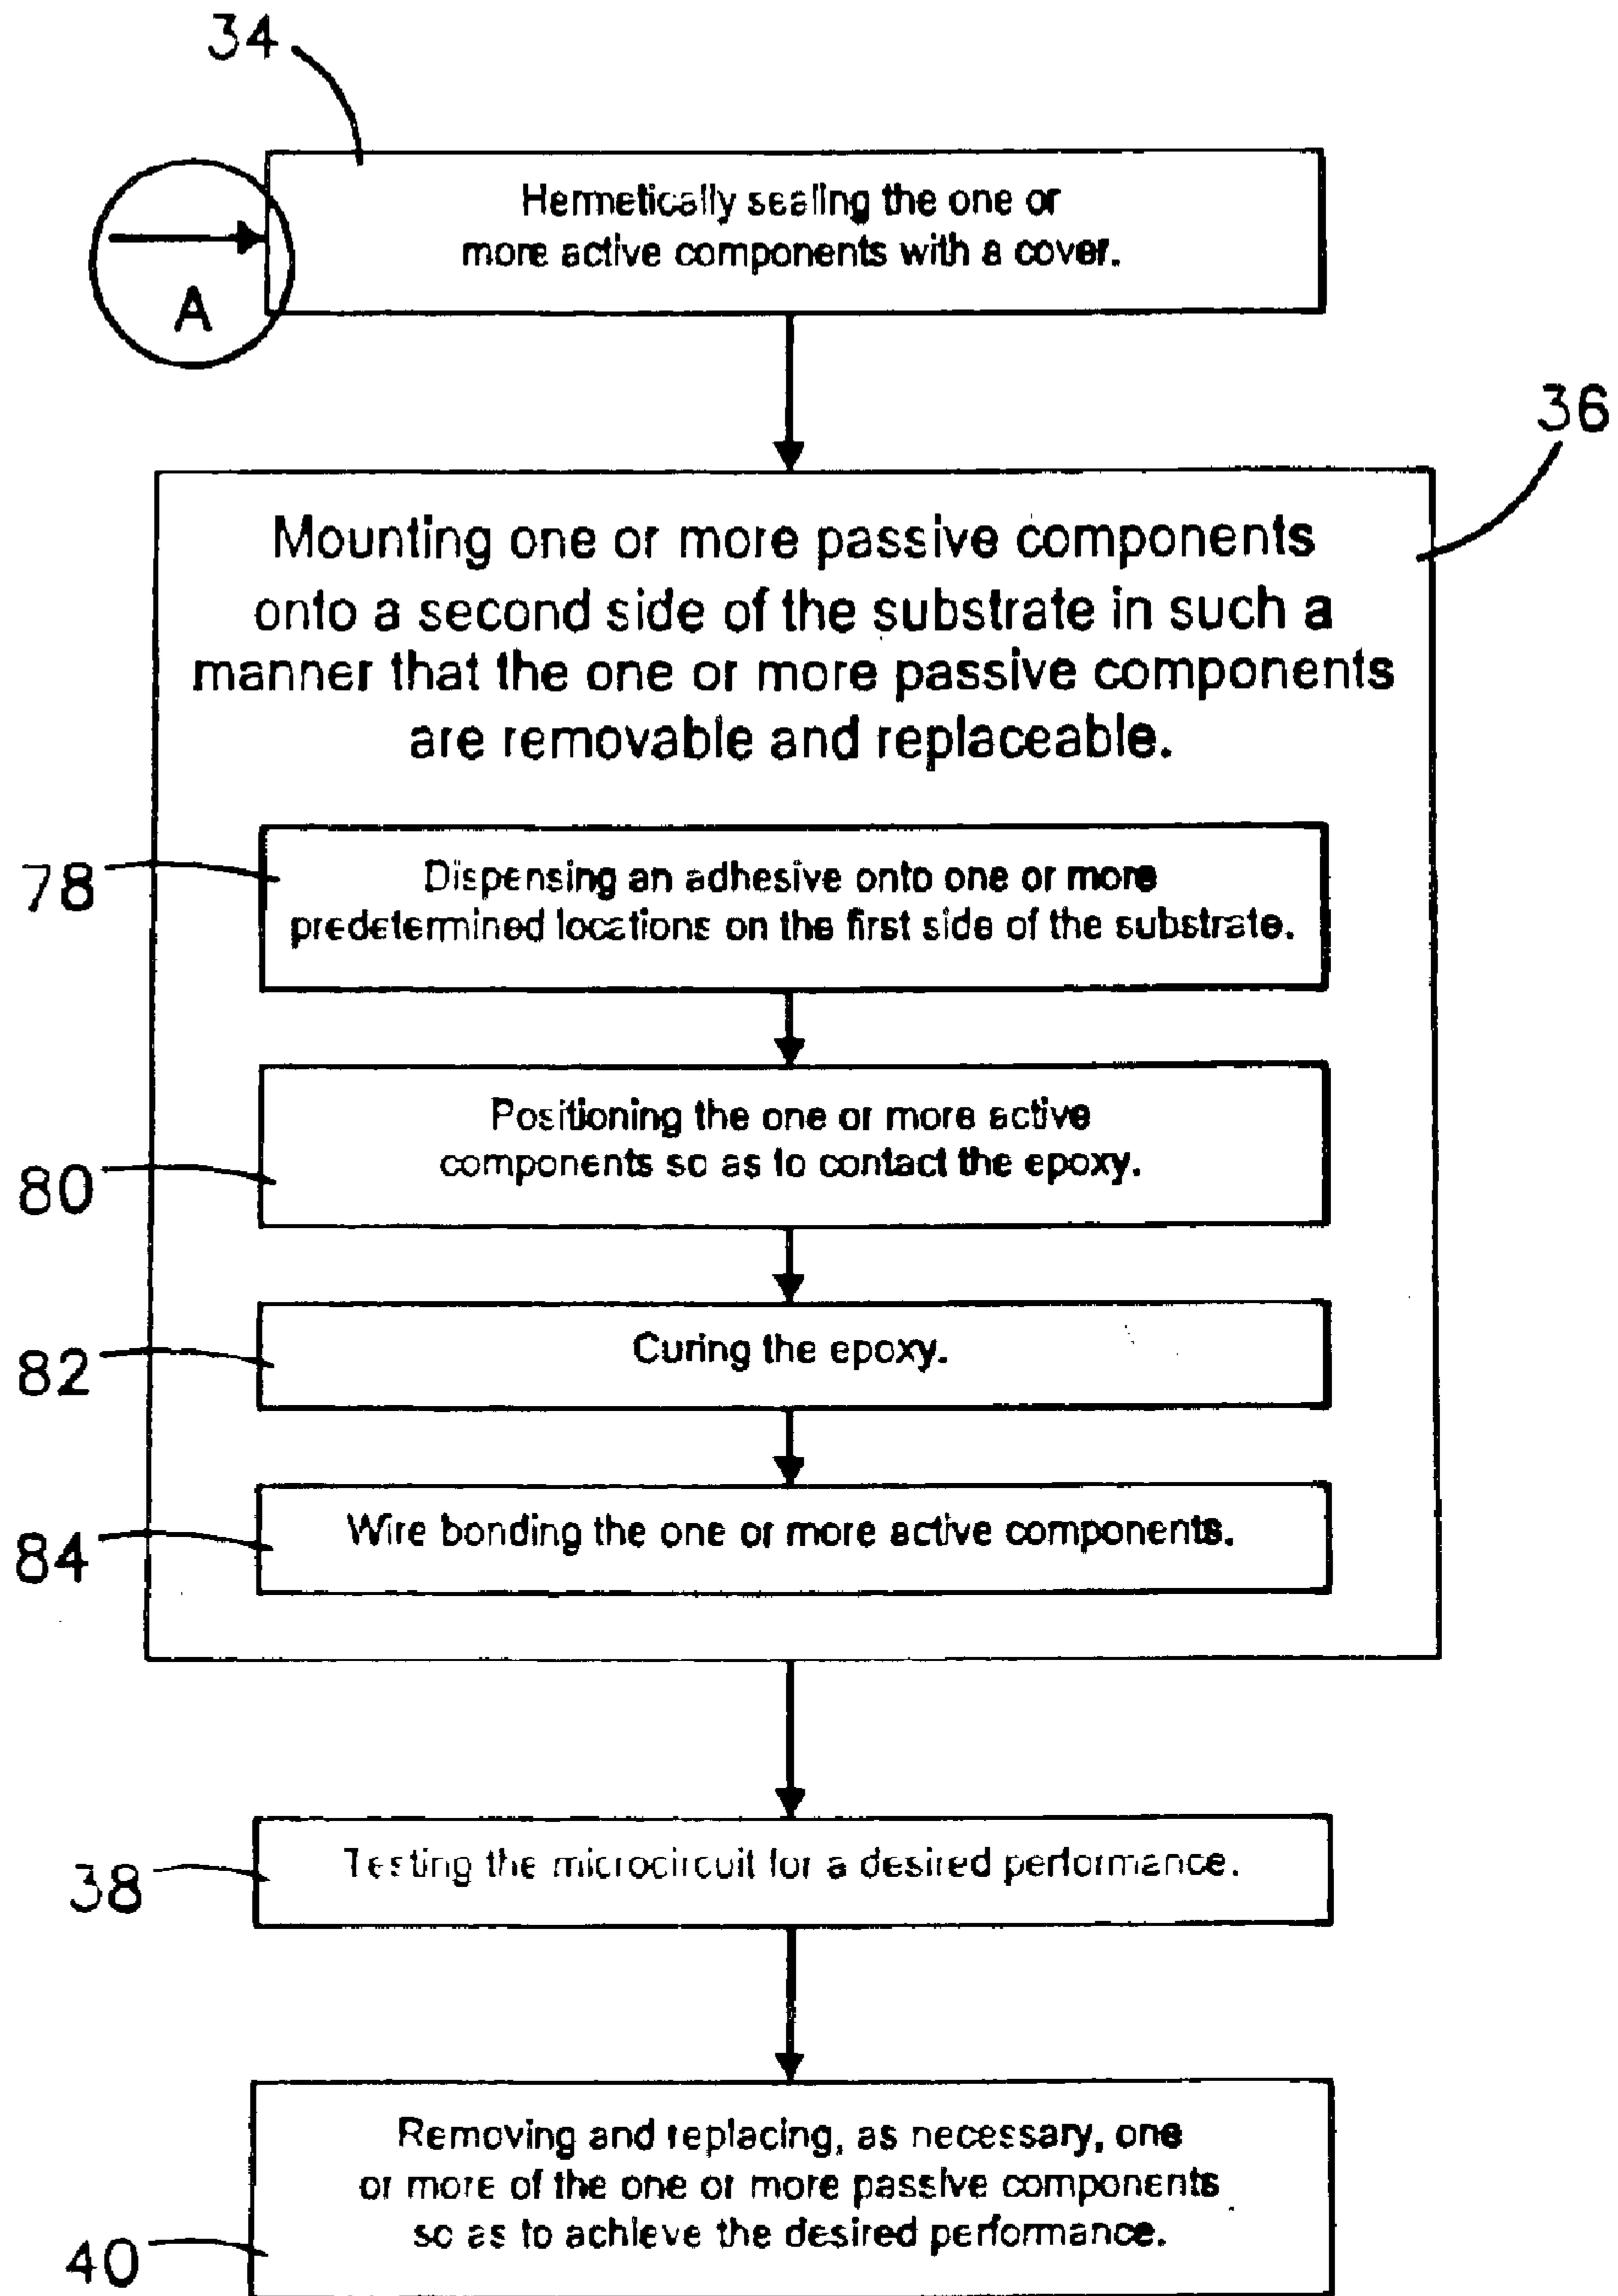 34
Hermetically sealing the one or
more active components with a cover.
A
36
Mounting one or more passive components
onto a second side of the substrate in such a
manner that the one or more passive components
are removable and replaceable.
78
Dispensing an adhesive onto one or more
predetermined locations on the first side of the substrate.
80
Positioning the one or more active
components so as to contact the epoxy.
82
Curing the epoxy.
84
Wire bonding the one or more active components.
38
Testing the microcircuit for a desired performance.
40
Removing and replacing, as necessary, one
or more of the one or more passive components
so as to achieve the desired performance.